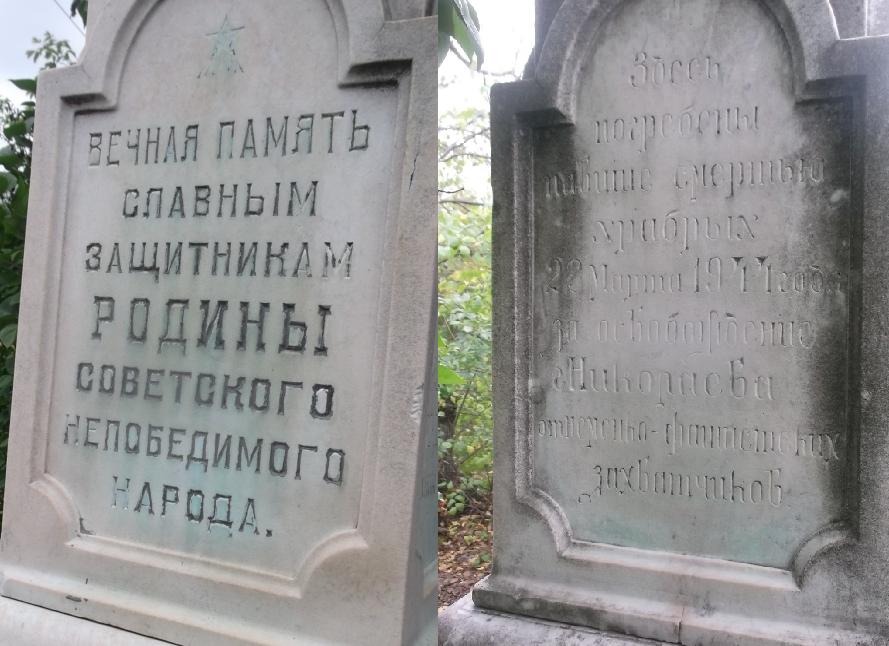 ВЕЧНАЯ ПАМЯТЬ
СЛАВНЫМ
ЗАЩИТНИКАМ
РОДИНЫ
СОВЕТСКОГО
НЕПОБЕДИМОГО
НАРОДА.
Здесь
погребены
павшие смертью
храбрых
28 Марта 1944 года
за освобождение
г. Николаева
от немецко-фашистских
захватчиков